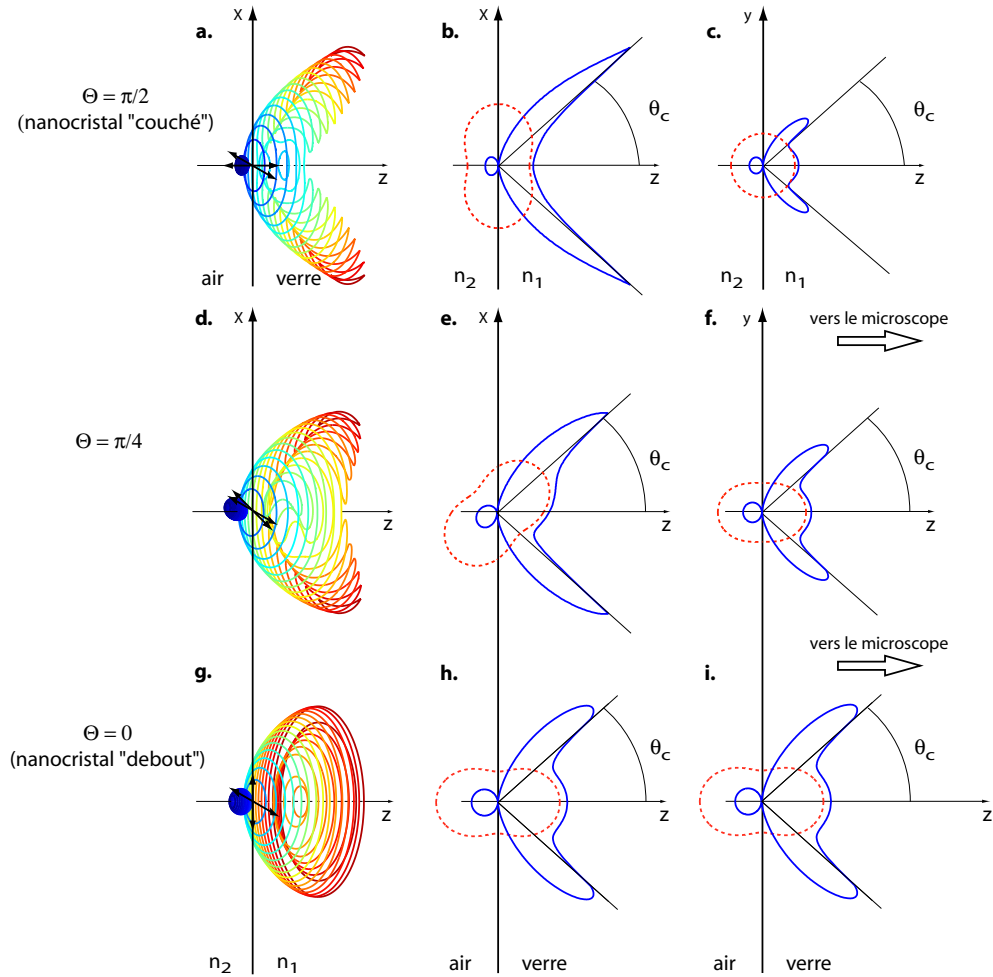 a.
x
b.
x
c.
y
Θ = π/2
(nanocristal "couché")
θc
θc
z
z
z
air
verre
n2
n1
n2
n1
d.
x
e.
x
f.
y
vers le microscope
Θ = π/4
θc
θc
z
z
z
vers le microscope
g.
h.
i.
Θ = 0
(nanocristal "debout")
θc
θc
z
z
z
n2
n1
air
verre
air
verre